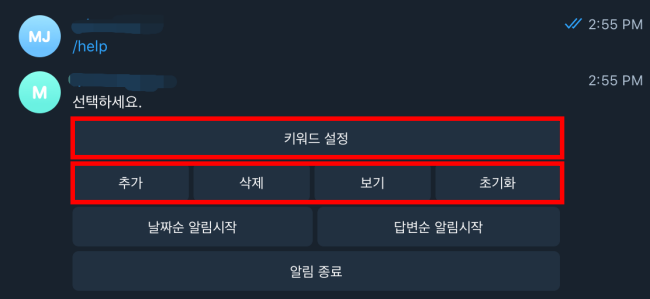 MJ
2:55 PM
/help
M
2:55 PM
선택하세요.
키워드 설정
추가 삭제 보기 초기화
날짜순 알림시작 답변순 알림시작
알림 종료